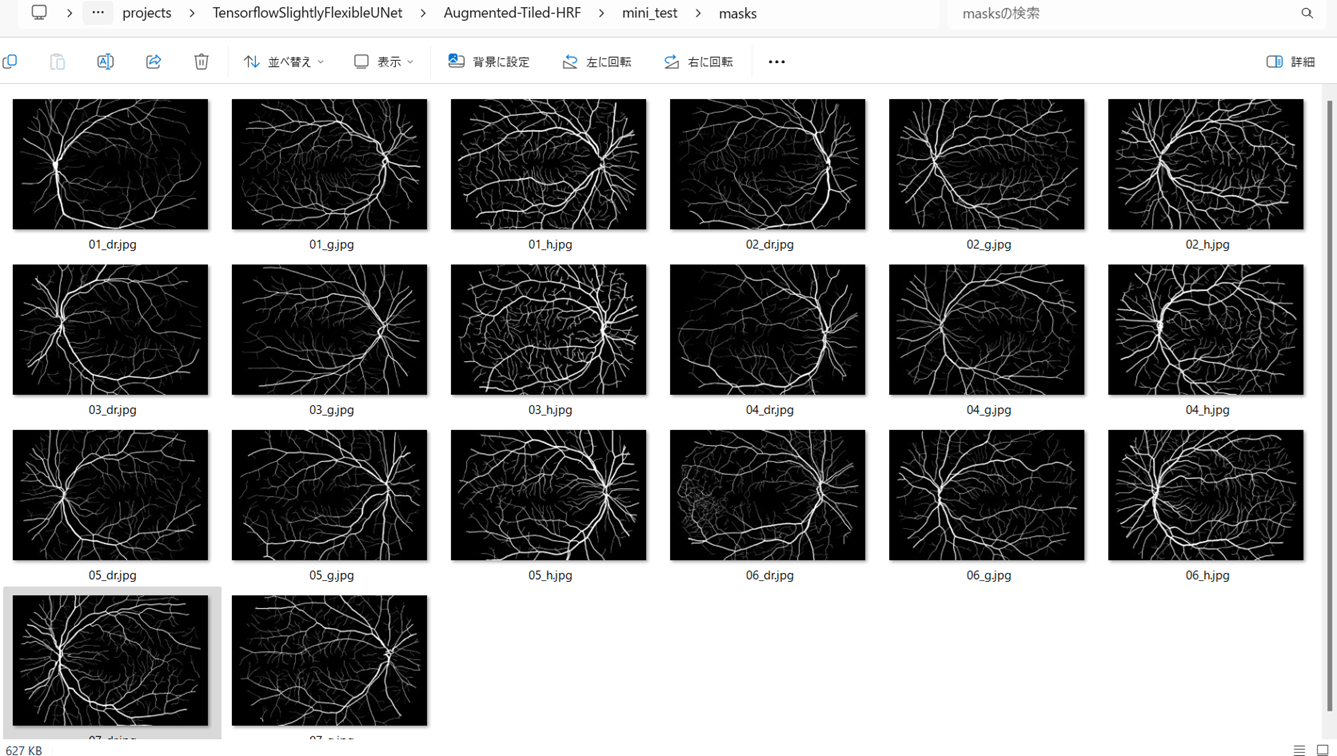 … projects TensorflowSlightlyFlexibleUNet Augmented-Tiled-HRF mini_test masks masksの検索
並べ替え 表示 背景に設定 左に回転 右に回転 … 詳細
01_dr.jpg 01_g.jpg 01_h.jpg 02_dr.jpg 02_g.jpg 02_h.jpg
03_dr.jpg 03_g.jpg 03_h.jpg 04_dr.jpg 04_g.jpg 04_h.jpg
05_dr.jpg 05_g.jpg 05_h.jpg 06_dr.jpg 06_g.jpg 06_h.jpg
627 KB